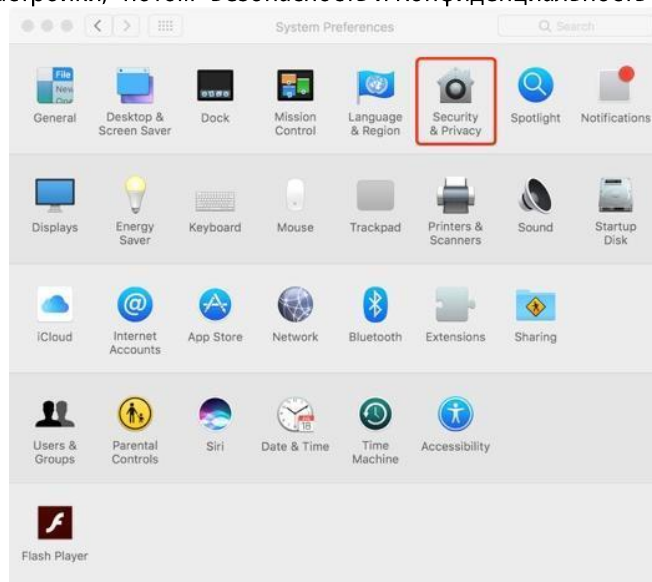 потом
Конфиденциальность
System Preferences
Search
General
Desktop &
Screen Saver
Dock
Mission
Control
Language
& Region
Security
& Privacy
Spotlight
Notifications
Displays
Energy
Saver
Keyboard
Mouse
Trackpad
Printers &
Scanners
Sound
Startup
Disk
iCloud
Internet
Accounts
App Store
Network
Bluetooth
Extensions
Sharing
Users &
Groups
Parental
Controls
Siri
Date & Time
Time
Machine
Accessibility
Flash Player